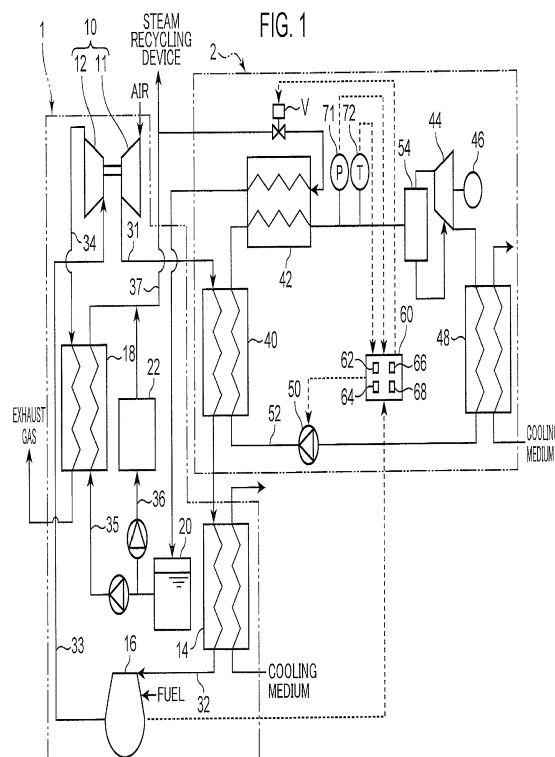 FIG. 1
STEAM
RECYCLING
DEVICE
1
10
12
11
AIR
2
V
71
72
P
T
44
54
46
34
31
37
42
18
22
40
60
62
66
64
68
48
50
52
EXHAUST
GAS
COOLING
MEDIUM
35
36
20
33
16
14
32
FUEL
COOLING
MEDIUM